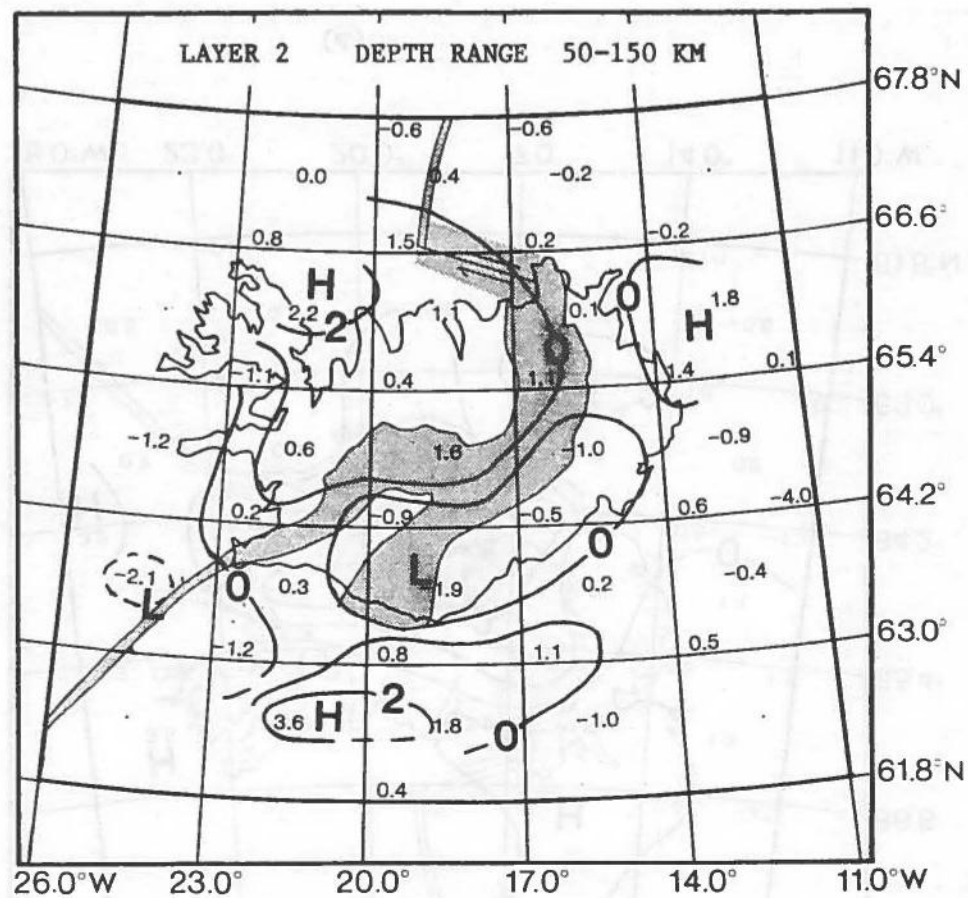 LAYER 2 DEPTH RANGE 50-150 KM
67.8°N
-0.6 -0.6
0.0 0.4 -0.2
66.6°
0.8 1.5 0.2 -0.2
H 2.2 2 1.1 0.1 0 1.8 H
0
65.4°
-1.1 0.4 1.1 1.4 0.1
-1.2 0.6 1.6 -1.0 -0.9
64.2°
0.2 -0.9 -0.5 0.6 -4.0
0
-2.1 L 0 0.3 L -1.9 0.2 -0.4
63.0°
-1.2 0.8 1.1 0.5
3.6 H 2 1.8 0 -1.0
61.8°N
0.4
26.0°W 23.0° 20.0° 17.0° 14.0° 11.0°W